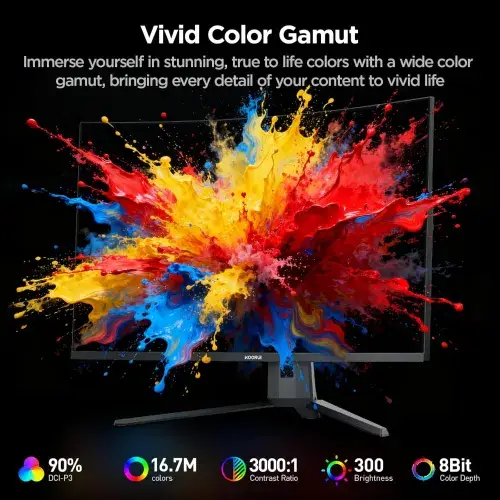 Vivid Color Gamut
Immerse yourself in stunning, true to life colors with a wide color
gamut, bringing every detail of your content to vivid life
KOORUI
90%
DCI-P3
16.7M
colors
3000:1
Contrast Ratio
300
Brightness
8Bit
Color Depth